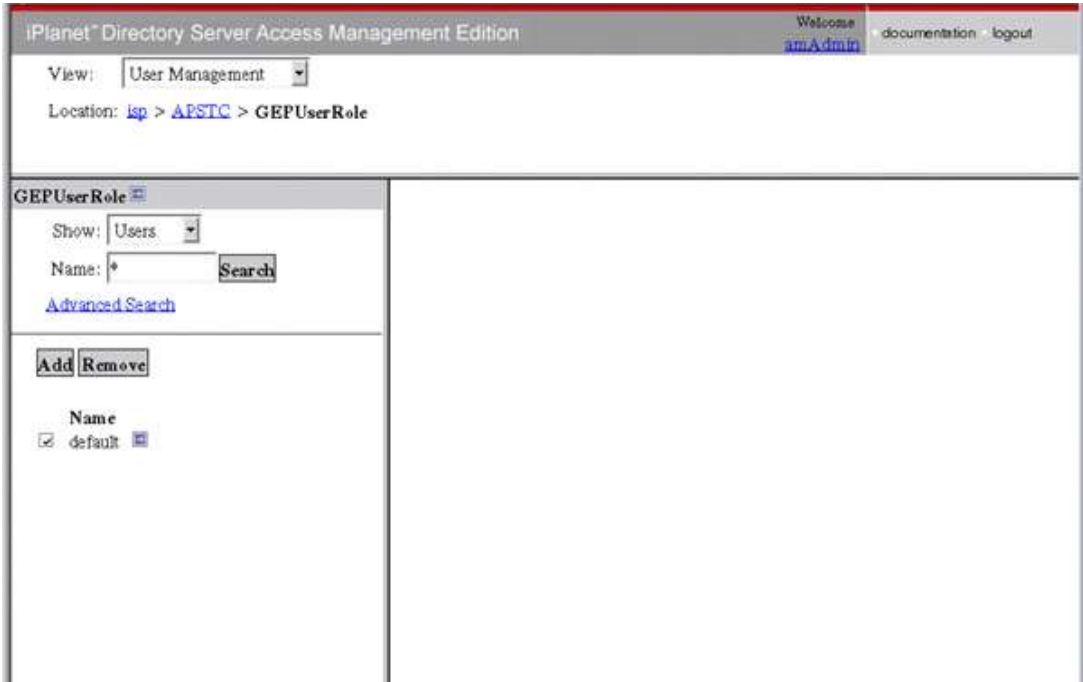 iPlanet™ Directory Server Access Management Edition
Welcome
amAdmin
documentation
logout
View: User Management
Location: isp > APSTC > GEPUserRole
GEPUserRole
Show: Users
Name: * Search
Advanced Search
Add Remove
Name
default